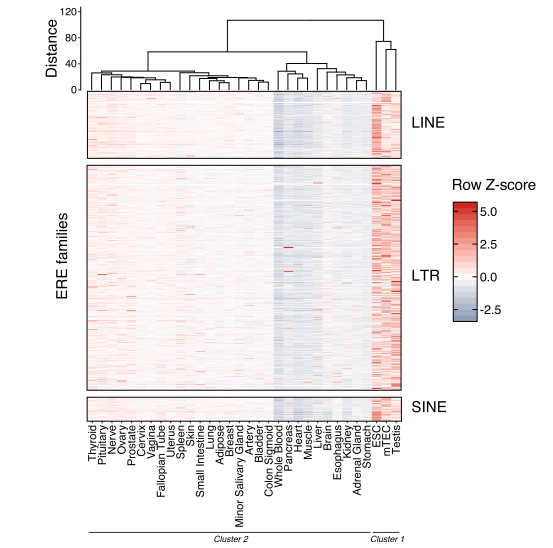 Distance
120
80
40
0
LINE
ERE families
LTR
SINE
Row Z-score
5.0
2.5
0.0
-2.5
Thyroid
Pituitary
Nerve
Ovary
Prostate
Cervix
Vagina
Fallopian Tube
Uterus
Spleen
Skin
Small Intestine
Lung
Adipose
Breast
Minor Salivary Gland
Artery
Bladder
Colon Sigmoid
Whole Blood
Pancreas
Heart
Muscle
Liver
Brain
Esophagus
Kidney
Adrenal Gland
Stomach
ESC
mTEC
Testis
Cluster 2
Cluster 1